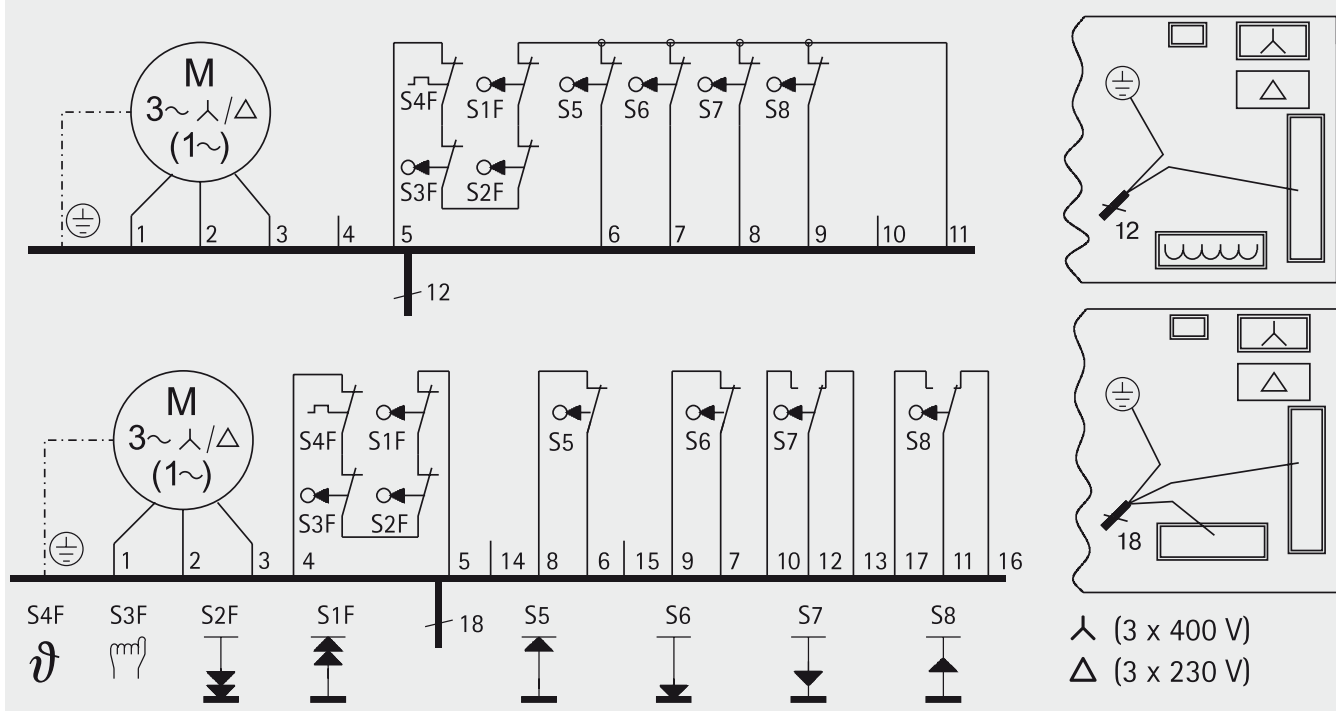 M
3~ ⅄ / △
(1~)
S4F S1F S5 S6 S7 S8
S3F S2F
1 2 3 4 5 6 7 8 9 10 11
12
12
M
3~ ⅄ / △
(1~)
S4F S1F S5 S6 S7 S8
S3F S2F
1 2 3 4 5 14 8 6 15 9 7 10 12 13 17 11 16
18
18
S4F S3F S2F S1F S5 S6 S7 S8
ϑ
⅄ (3 x 400 V)
△ (3 x 230 V)